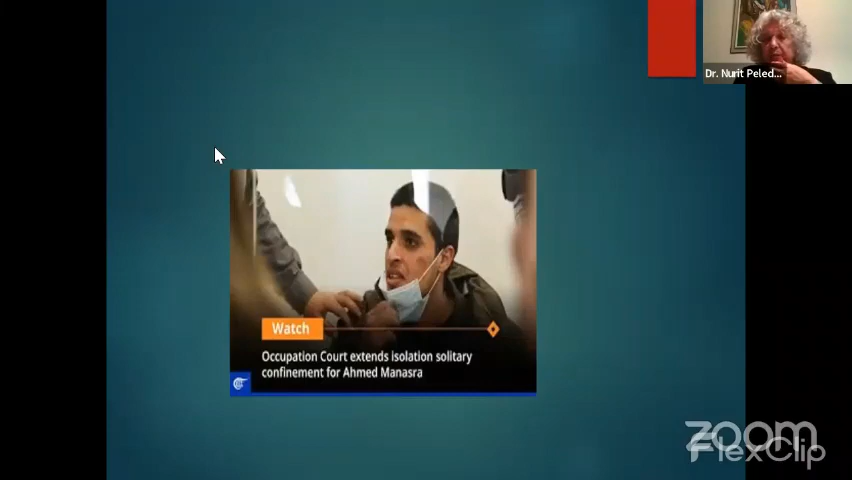 Dr. Nurit Peled...
Watch
Occupation Court extends isolation solitary
confinement for Ahmed Manasra
zoom
FlexClip